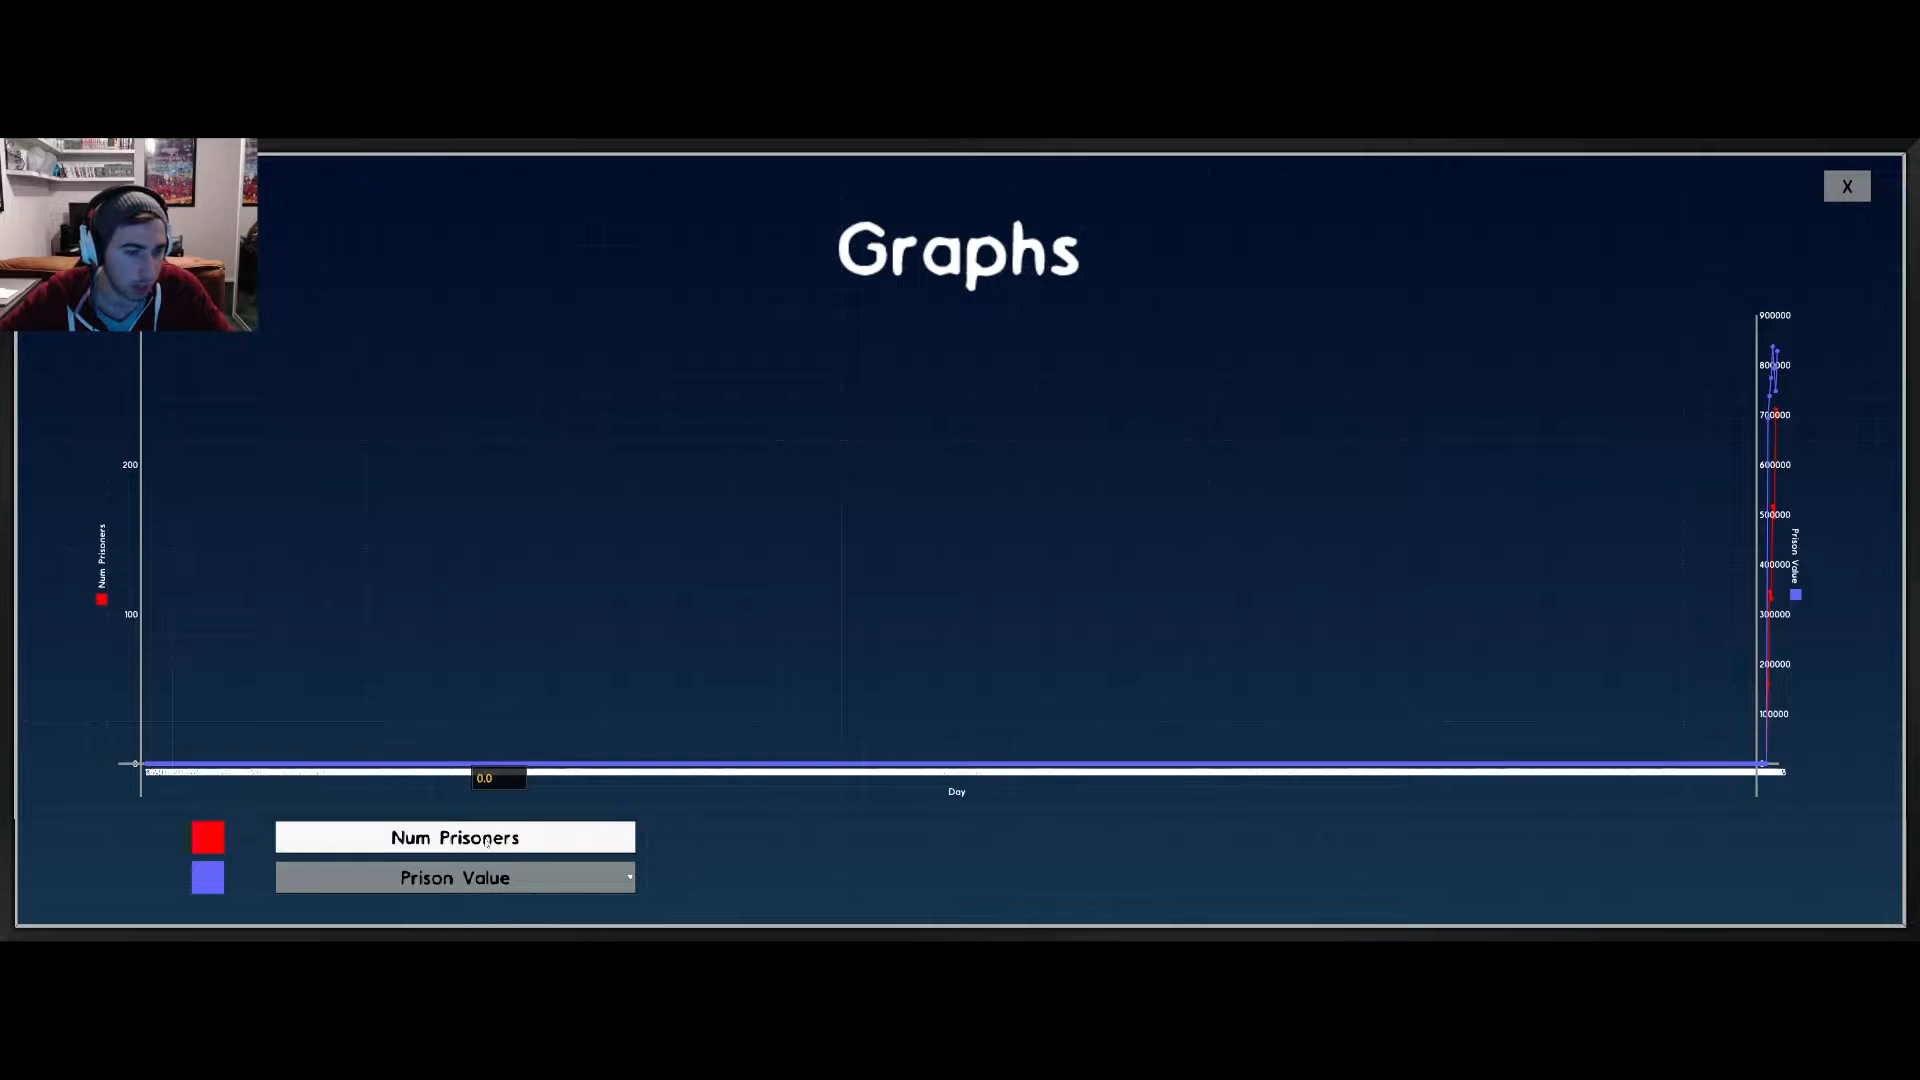 X
Graphs
900000
800000
700000
200
600000
500000
Num Prisoners
Prison Value
400000
100
300000
200000
100000
0
0.0
Day
Num Prisoners
Prison Value